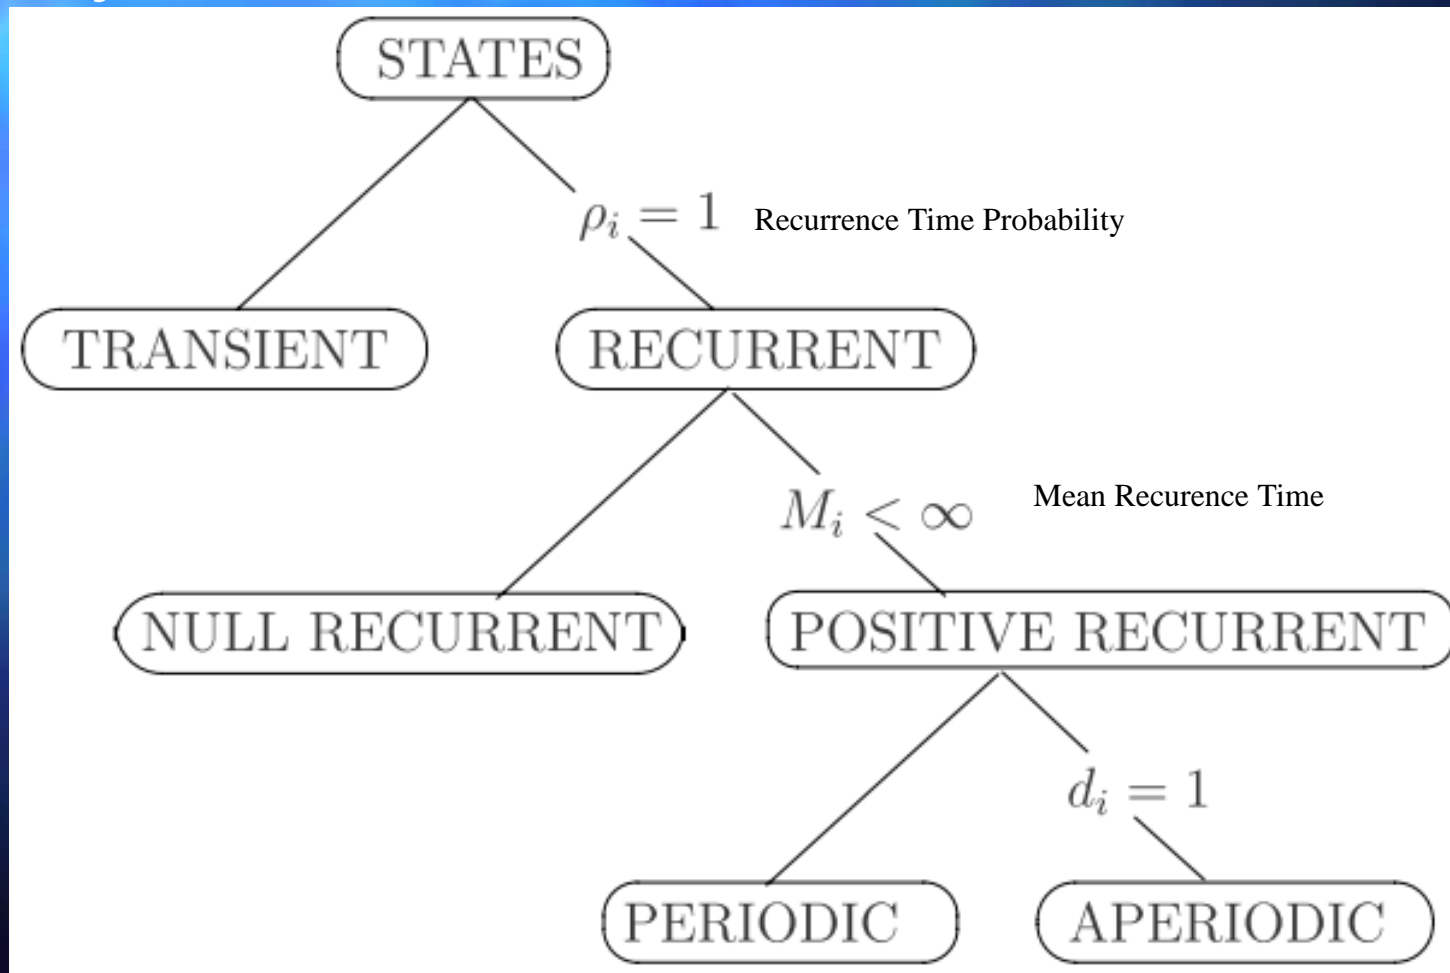 STATES
ρᵢ = 1 Recurrence Time Probability
TRANSIENT
RECURRENT
Mᵢ < ∞
Mean Recurence Time
NULL RECURRENT
POSITIVE RECURRENT
dᵢ = 1
PERIODIC
APERIODIC